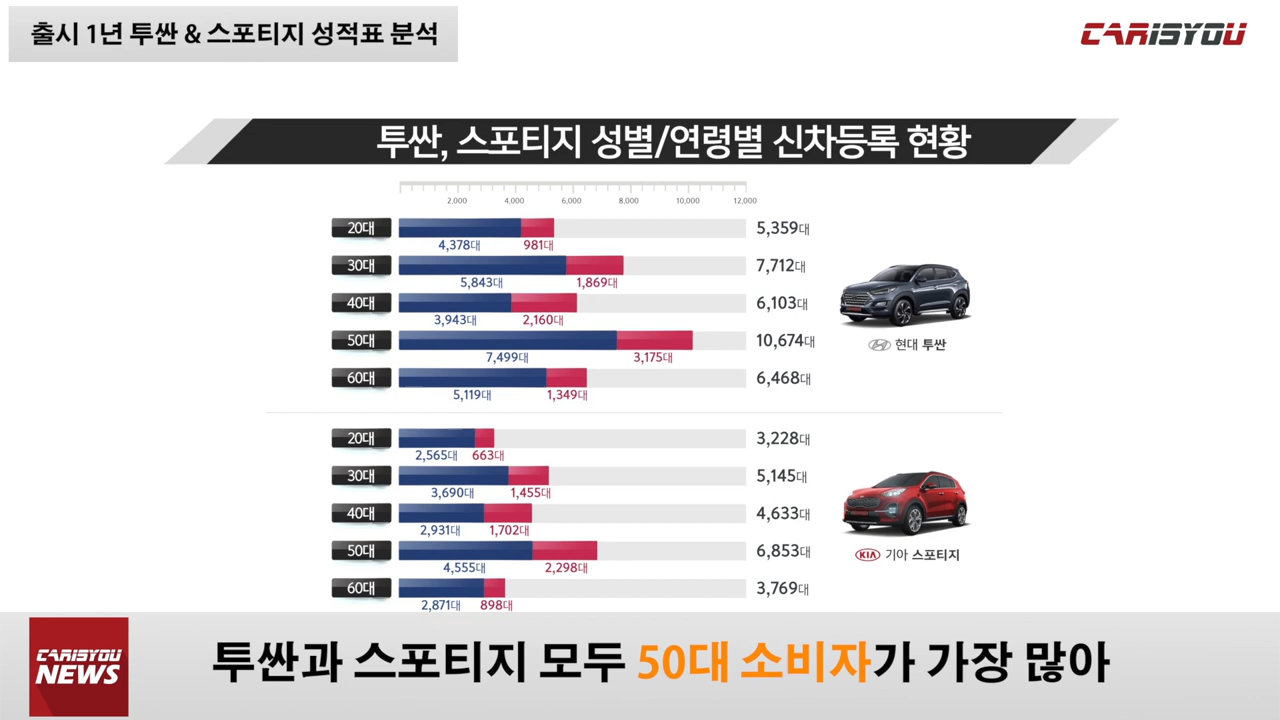 출시 1년 투싼 & 스포티지 성적표 분석
CARISYOU
투싼, 스포티지 성별/연령별 신차등록 현황
2,000 4,000 6,000 8,000 10,000 12,000
20대 5,359대
4,378대 981대
30대 7,712대
5,843대 1,869대
40대 6,103대
3,943대 2,160대
50대 10,674대
7,499대 3,175대
60대 6,468대
5,119대 1,349대
현대 투싼
20대 3,228대
2,565대 663대
30대 5,145대
3,690대 1,455대
40대 4,633대
2,931대 1,702대
50대 6,853대
4,555대 2,298대
60대 3,769대
2,871대 898대
KIA 기아 스포티지
CARISYOU
NEWS
투싼과 스포티지 모두 50대 소비자가 가장 많아